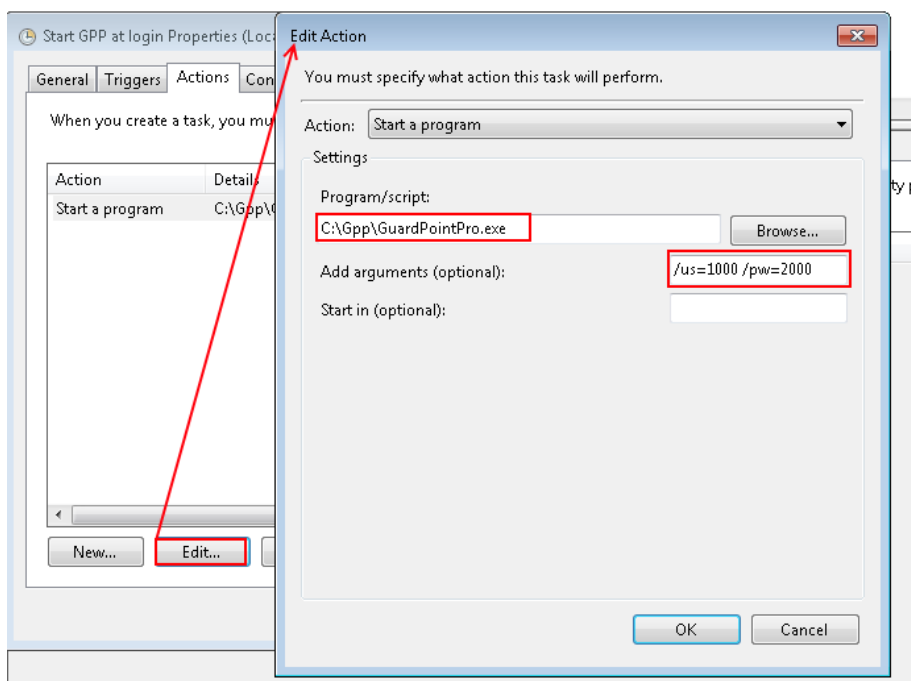 Start GPP at login Properties (Loc
General Triggers Actions Con
When you create a task, you mu
Action Details
Start a program C:\Gpp\
New... Edit...
Edit Action
You must specify what action this task will perform.
Action: Start a program
Settings
Program/script:
C:\Gpp\GuardPointPro.exe
Browse...
Add arguments (optional): /us=1000 /pw=2000
Start in (optional):
OK Cancel
ty